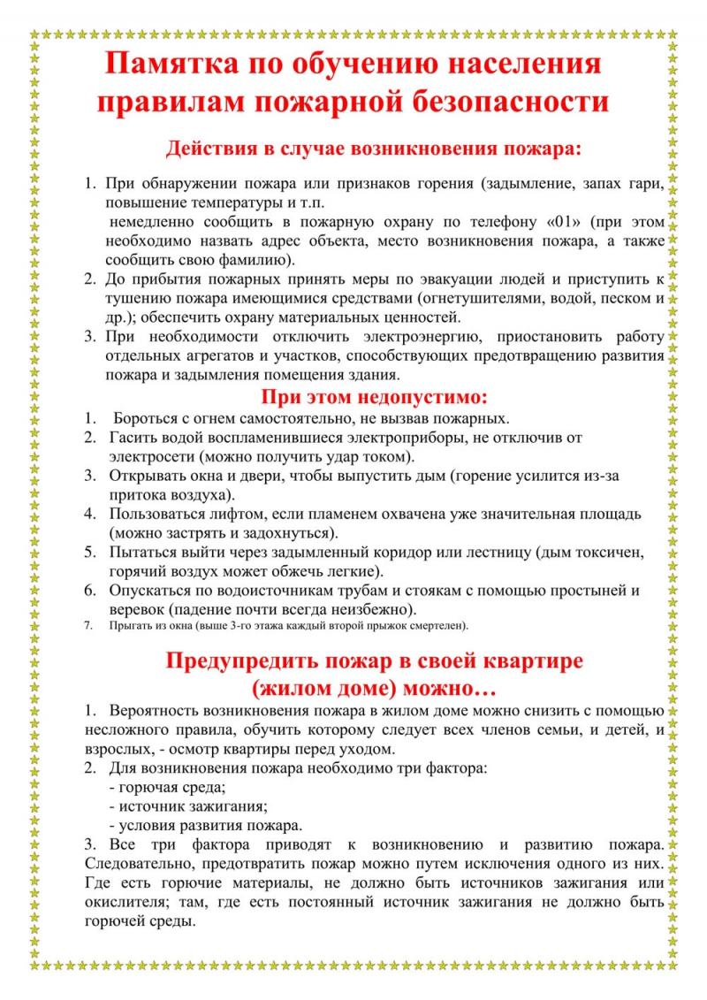 Памятка по обучению населения
правилам пожарной безопасности
Действия в случае возникновения пожара:
1. При обнаружении пожара или признаков горения (задымление, запах гари,
повышение температуры и т.п.
немедленно сообщить в пожарную охрану по телефону «01» (при этом
необходимо назвать адрес объекта, место возникновения пожара, а также
сообщить свою фамилию).
2. До прибытия пожарных принять меры по эвакуации людей и приступить к
тушению пожара имеющимися средствами (огнетушителями, водой, песком и
др.); обеспечить охрану материальных ценностей.
3. При необходимости отключить электроэнергию, приостановить работу
отдельных агрегатов и участков, способствующих предотвращению развития
пожара и задымления помещения здания.
При этом недопустимо:
1. Бороться с огнем самостоятельно, не вызвав пожарных.
2. Гасить водой воспламенившиеся электроприборы, не отключив от
электросети (можно получить удар током).
3. Открывать окна и двери, чтобы выпустить дым (горение усилится из-за
притока воздуха).
4. Пользоваться лифтом, если пламенем охвачена уже значительная площадь
(можно застрять и задохнуться).
5. Пытаться выйти через задымленный коридор или лестницу (дым токсичен,
горячий воздух может обжечь легкие).
6. Опускаться по водоисточникам трубам и стоякам с помощью простыней и
веревок (падение почти всегда неизбежно).
7. Прыгать из окна (выше 3-го этажа каждый второй прыжок смертелен).
Предупредить пожар в своей квартире
(жилом доме) можно…
1. Вероятность возникновения пожара в жилом доме можно снизить с помощью
несложного правила, обучить которому следует всех членов семьи, и детей, и
взрослых, - осмотр квартиры перед уходом.
2. Для возникновения пожара необходимо три фактора:
- горючая среда;
- источник зажигания;
- условия развития пожара.
3. Все три фактора приводят к возникновению и развитию пожара.
Следовательно, предотвратить пожар можно путем исключения одного из них.
Где есть горючие материалы, не должно быть источников зажигания или
окислителя; там, где есть постоянный источник зажигания не должно быть
горючей среды.